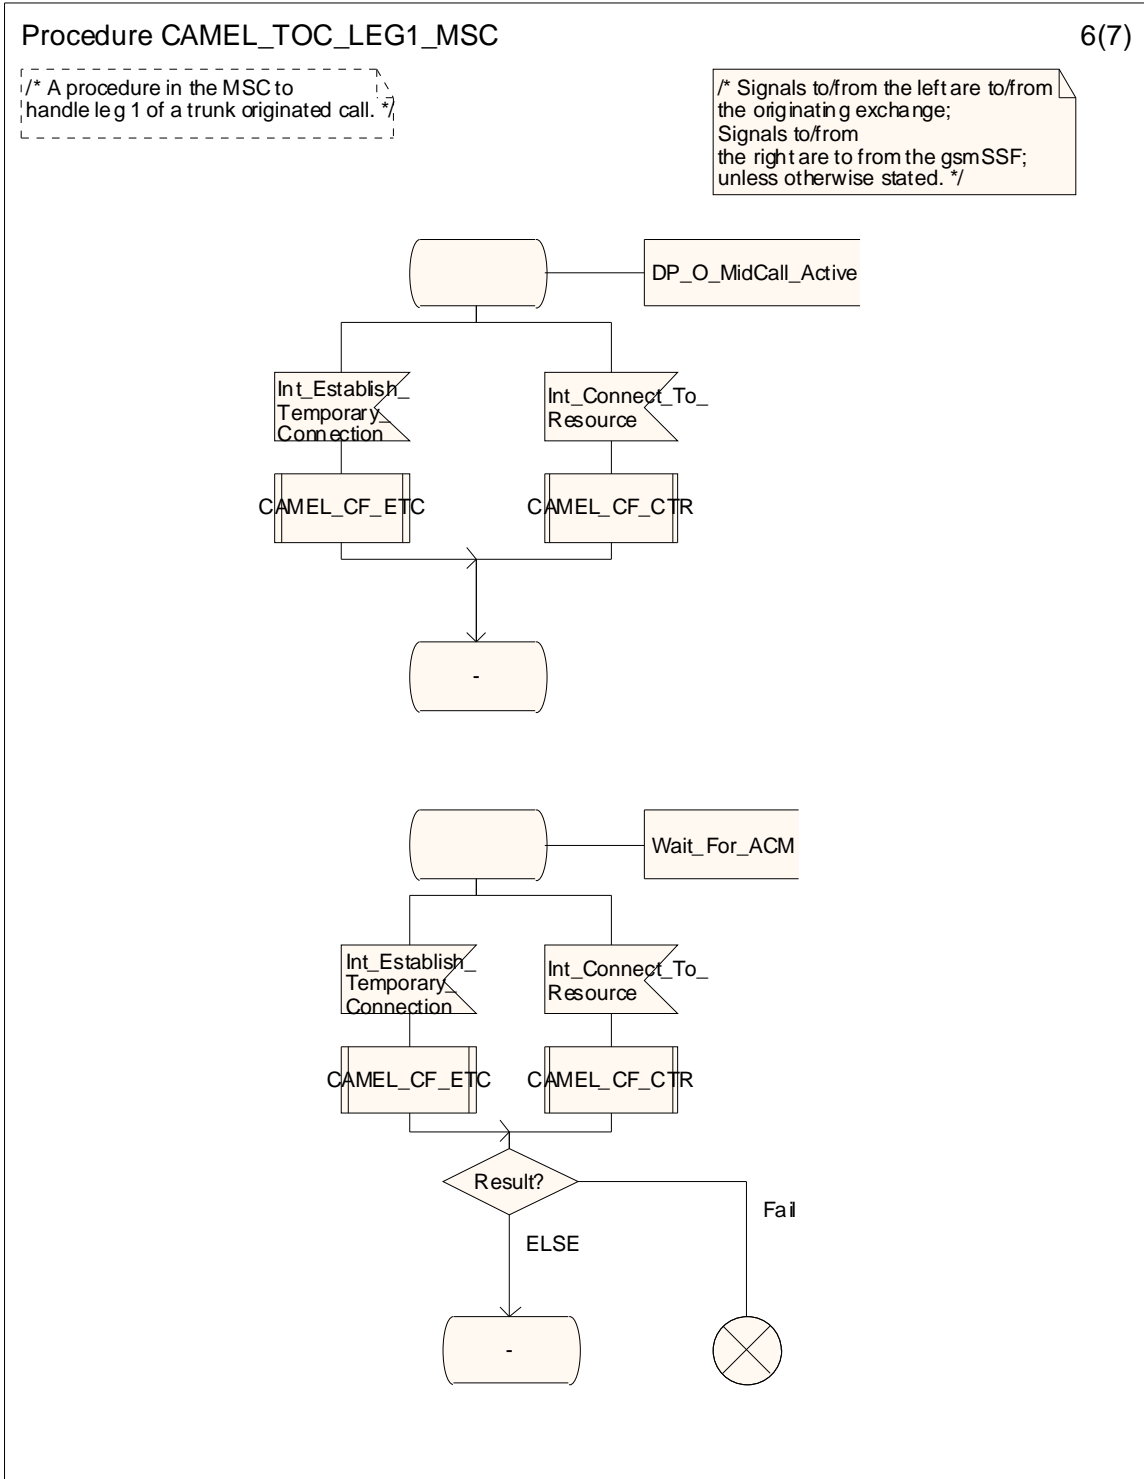 Procedure CAMEL_TOC_LEG1_MSC
6(7)
/* A procedure in the MSC to
handle leg 1 of a trunk originated call. */
/* Signals to/from the left are to/from
the originating exchange;
Signals to/from
the right are to from the gsmSSF;
unless otherwise stated. */
DP_O_MidCall_Active
Int_Establish_
Temporary_
Connection
Int_Connect_To_
Resource
CAMEL_CF_ETC
CAMEL_CF_CTR
-
Wait_For_ACM
Int_Establish_
Temporary_
Connection
Int_Connect_To_
Resource
CAMEL_CF_ETC
CAMEL_CF_CTR
Result?
Fail
ELSE
-